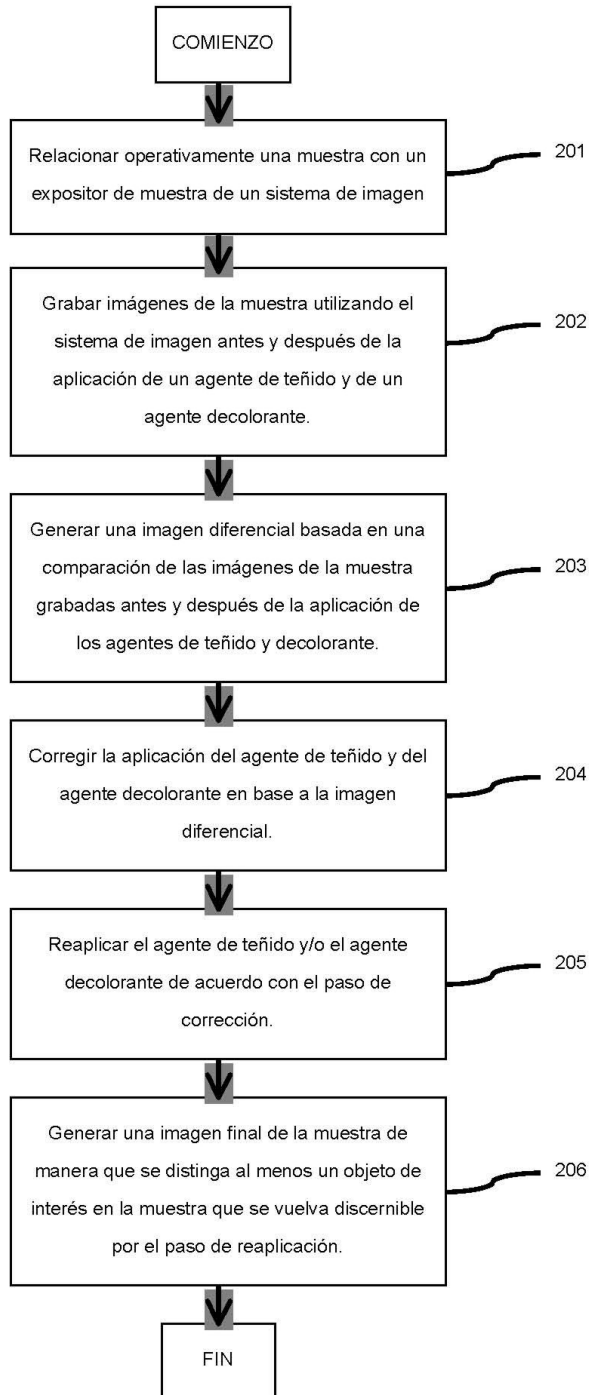 COMIENZO
Relacionar operativamente una muestra con un
expositor de muestra de un sistema de imagen
201
Grabar imágenes de la muestra utilizando el
sistema de imagen antes y después de la
aplicación de un agente de teñido y de un
agente decolorante.
202
Generar una imagen diferencial basada en una
comparación de las imágenes de la muestra
grabadas antes y después de la aplicación de
los agentes de teñido y decolorante.
203
Corregir la aplicación del agente de teñido y del
agente decolorante en base a la imagen
diferencial.
204
Reaplicar el agente de teñido y/o el agente
decolorante de acuerdo con el paso de
corrección.
205
Generar una imagen final de la muestra de
manera que se distinga al menos un objeto de
interés en la muestra que se vuelva discernible
por el paso de reaplicación.
206
FIN